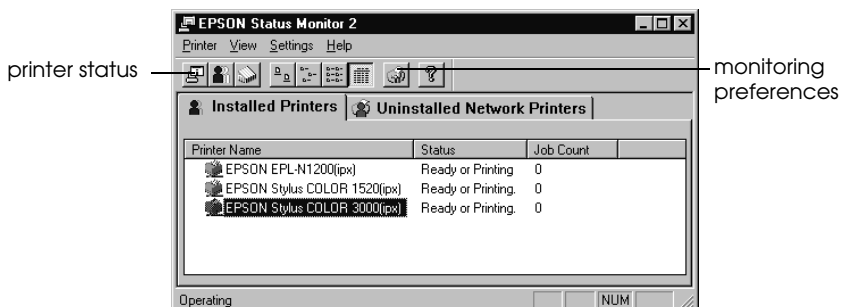 EPSON Status Monitor 2
Printer View Settings Help
printer status
monitoring
preferences
Installed Printers Uninstalled Network Printers
Printer Name Status Job Count
EPSON EPL-N1200(ipx) Ready or Printing 0
EPSON Stylus COLOR 1520(ipx) Ready or Printing. 0
EPSON Stylus COLOR 3000(ipx) Ready or Printing. 0
Operating NUM